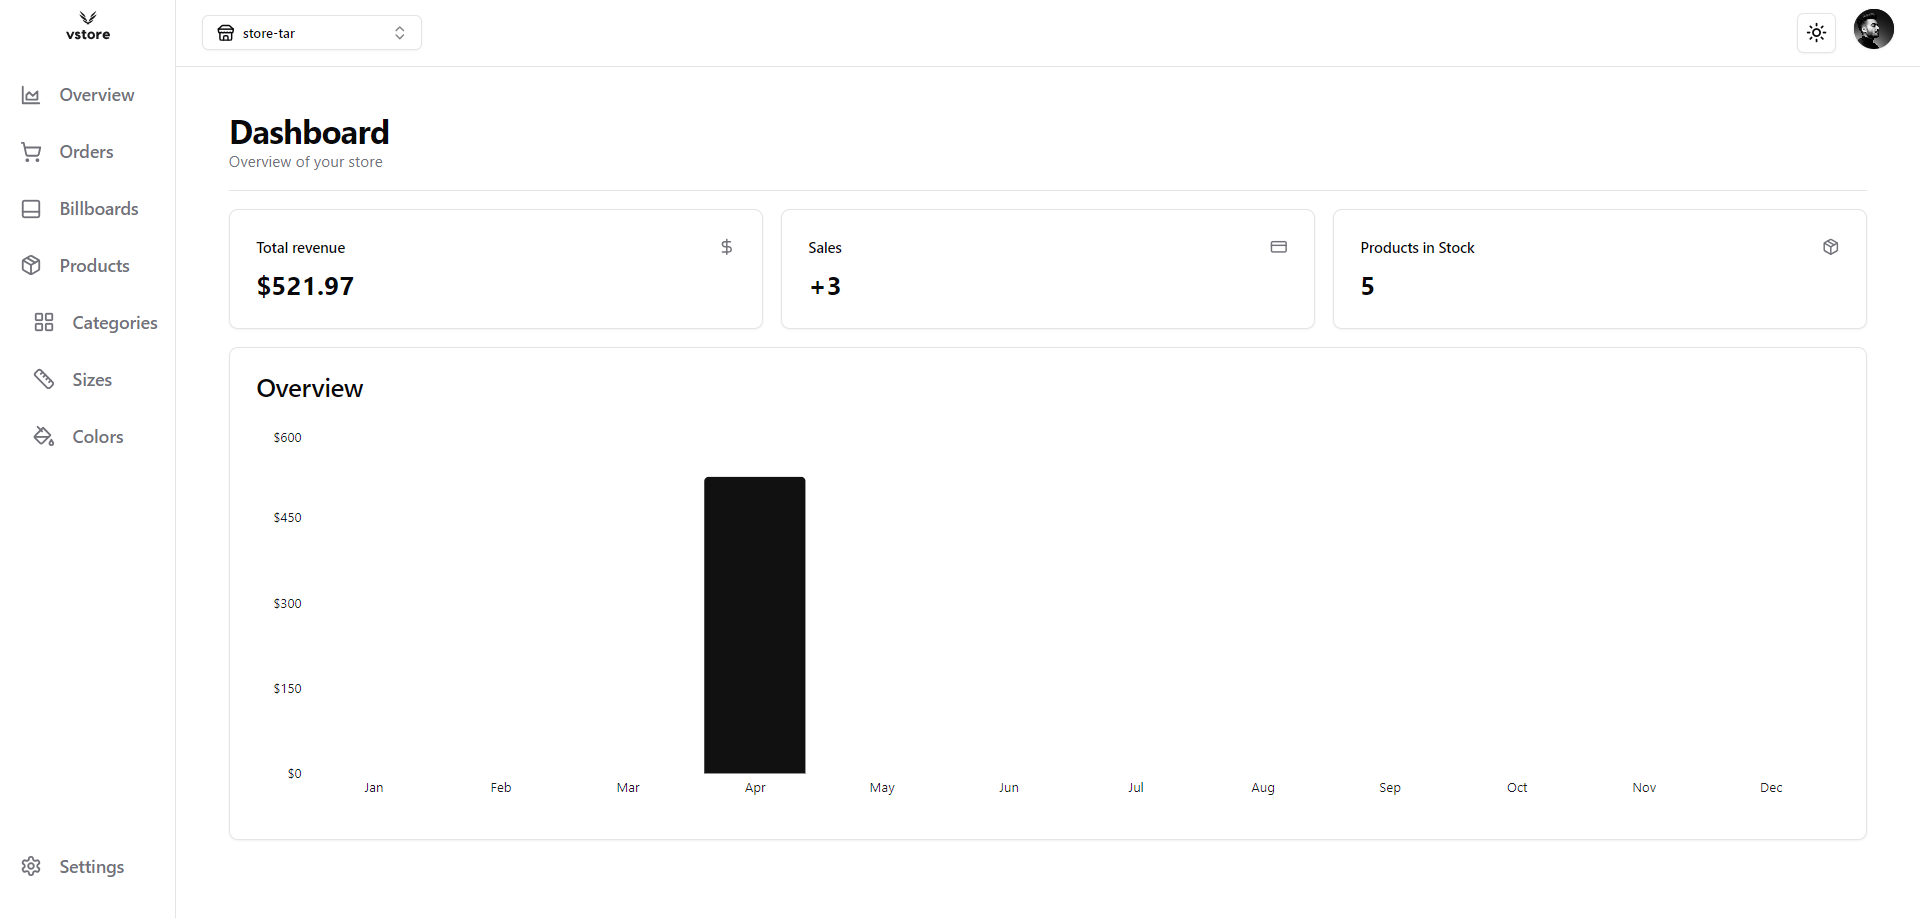 vstore
store-tar
Overview
Orders
Billboards
Products
Categories
Sizes
Colors
Settings
Dashboard
Overview of your store
Total revenue
$521.97
Sales
+3
Products in Stock
5
Overview
$600
$450
$300
$150
$0
Jan Feb Mar Apr May Jun Jul Aug Sep Oct Nov Dec